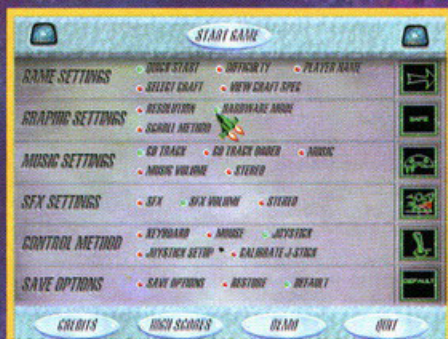 START GAME
GAME SETTINGS
QUICK START DIFFICULTY PLAYER NAME
SELECT CRAFT VIEW CRAFT SPEC
GRAPHIC SETTINGS
RESOLUTION HARDWARE MODE
SCROLL METHOD
SAFE
MUSIC SETTINGS
CD TRACK CD TRACK ORDER MUSIC
MUSIC VOLUME STEREO
SFX SETTINGS
SFX SFX VOLUME STEREO
CONTROL METHOD
KEYBOARD MOUSE JOYSTICK
JOYSTICK SETUP CALIBRATE J-STICK
SAVE OPTIONS
SAVE OPTIONS RESTORE DEFAULT
DEFAULT
CREDITS HIGH SCORES DEMO QUIT